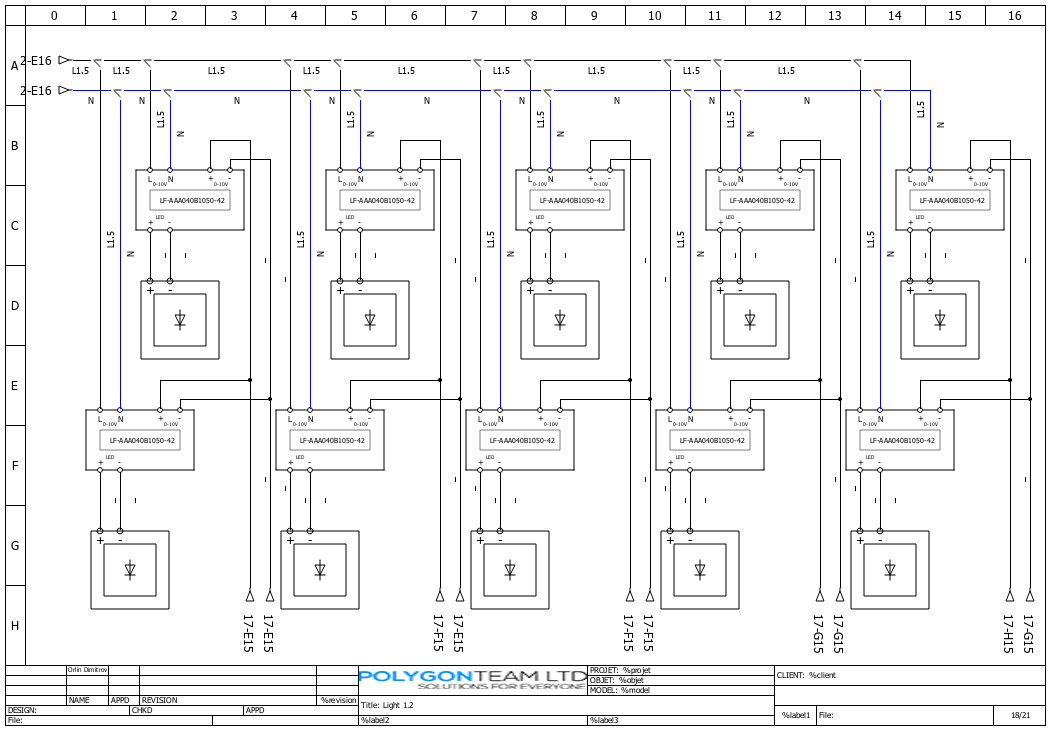 0 1 2 3 4 5 6 7 8 9 10 11 12 13 14 15 16
A 2-E16
L1.5 L1.5 L1.5 L1.5 L1.5 L1.5 L1.5 L1.5 L1.5
2-E16
N N N N N N N N N
L1.5 N L1.5 N L1.5 N L1.5 N L1.5 N
B
L N + - L N + - L N + - L N + - L N + -
0-10V 0-10V 0-10V 0-10V 0-10V 0-10V 0-10V 0-10V 0-10V 0-10V
C LF-AAA040B1050-42 LF-AAA040B1050-42 LF-AAA040B1050-42 LF-AAA040B1050-42 LF-AAA040B1050-42
LED LED LED LED LED
+ - + - + - + - + -
L1.5 N L1.5 N L1.5 N L1.5 N L1.5 N
+ - + - + - + - + -
D
E
L N + - L N + - L N + - L N + - L N + -
0-10V 0-10V 0-10V 0-10V 0-10V 0-10V 0-10V 0-10V 0-10V 0-10V
LF-AAA040B1050-42 LF-AAA040B1050-42 LF-AAA040B1050-42 LF-AAA040B1050-42 LF-AAA040B1050-42
LED LED LED LED LED
F + - + - + - + - + -
G + - + - + - + - + -
H 17-E15 17-E15 17-F15 17-E15 17-F15 17-F15 17-G15 17-G15 17-H15 17-G15
Orlin Dimitrov
NAME APPD REVISION %revision
DESIGN: CHKD APPD
File:
POLYGONTEAM LTD
SOLUTIONS FOR EVERYONE
Title: Light 1.2
%label2 %label3
PROJET: %projet
OBJET: %objet
MODEL: %model
CLIENT: %client
%label1 File: 18/21